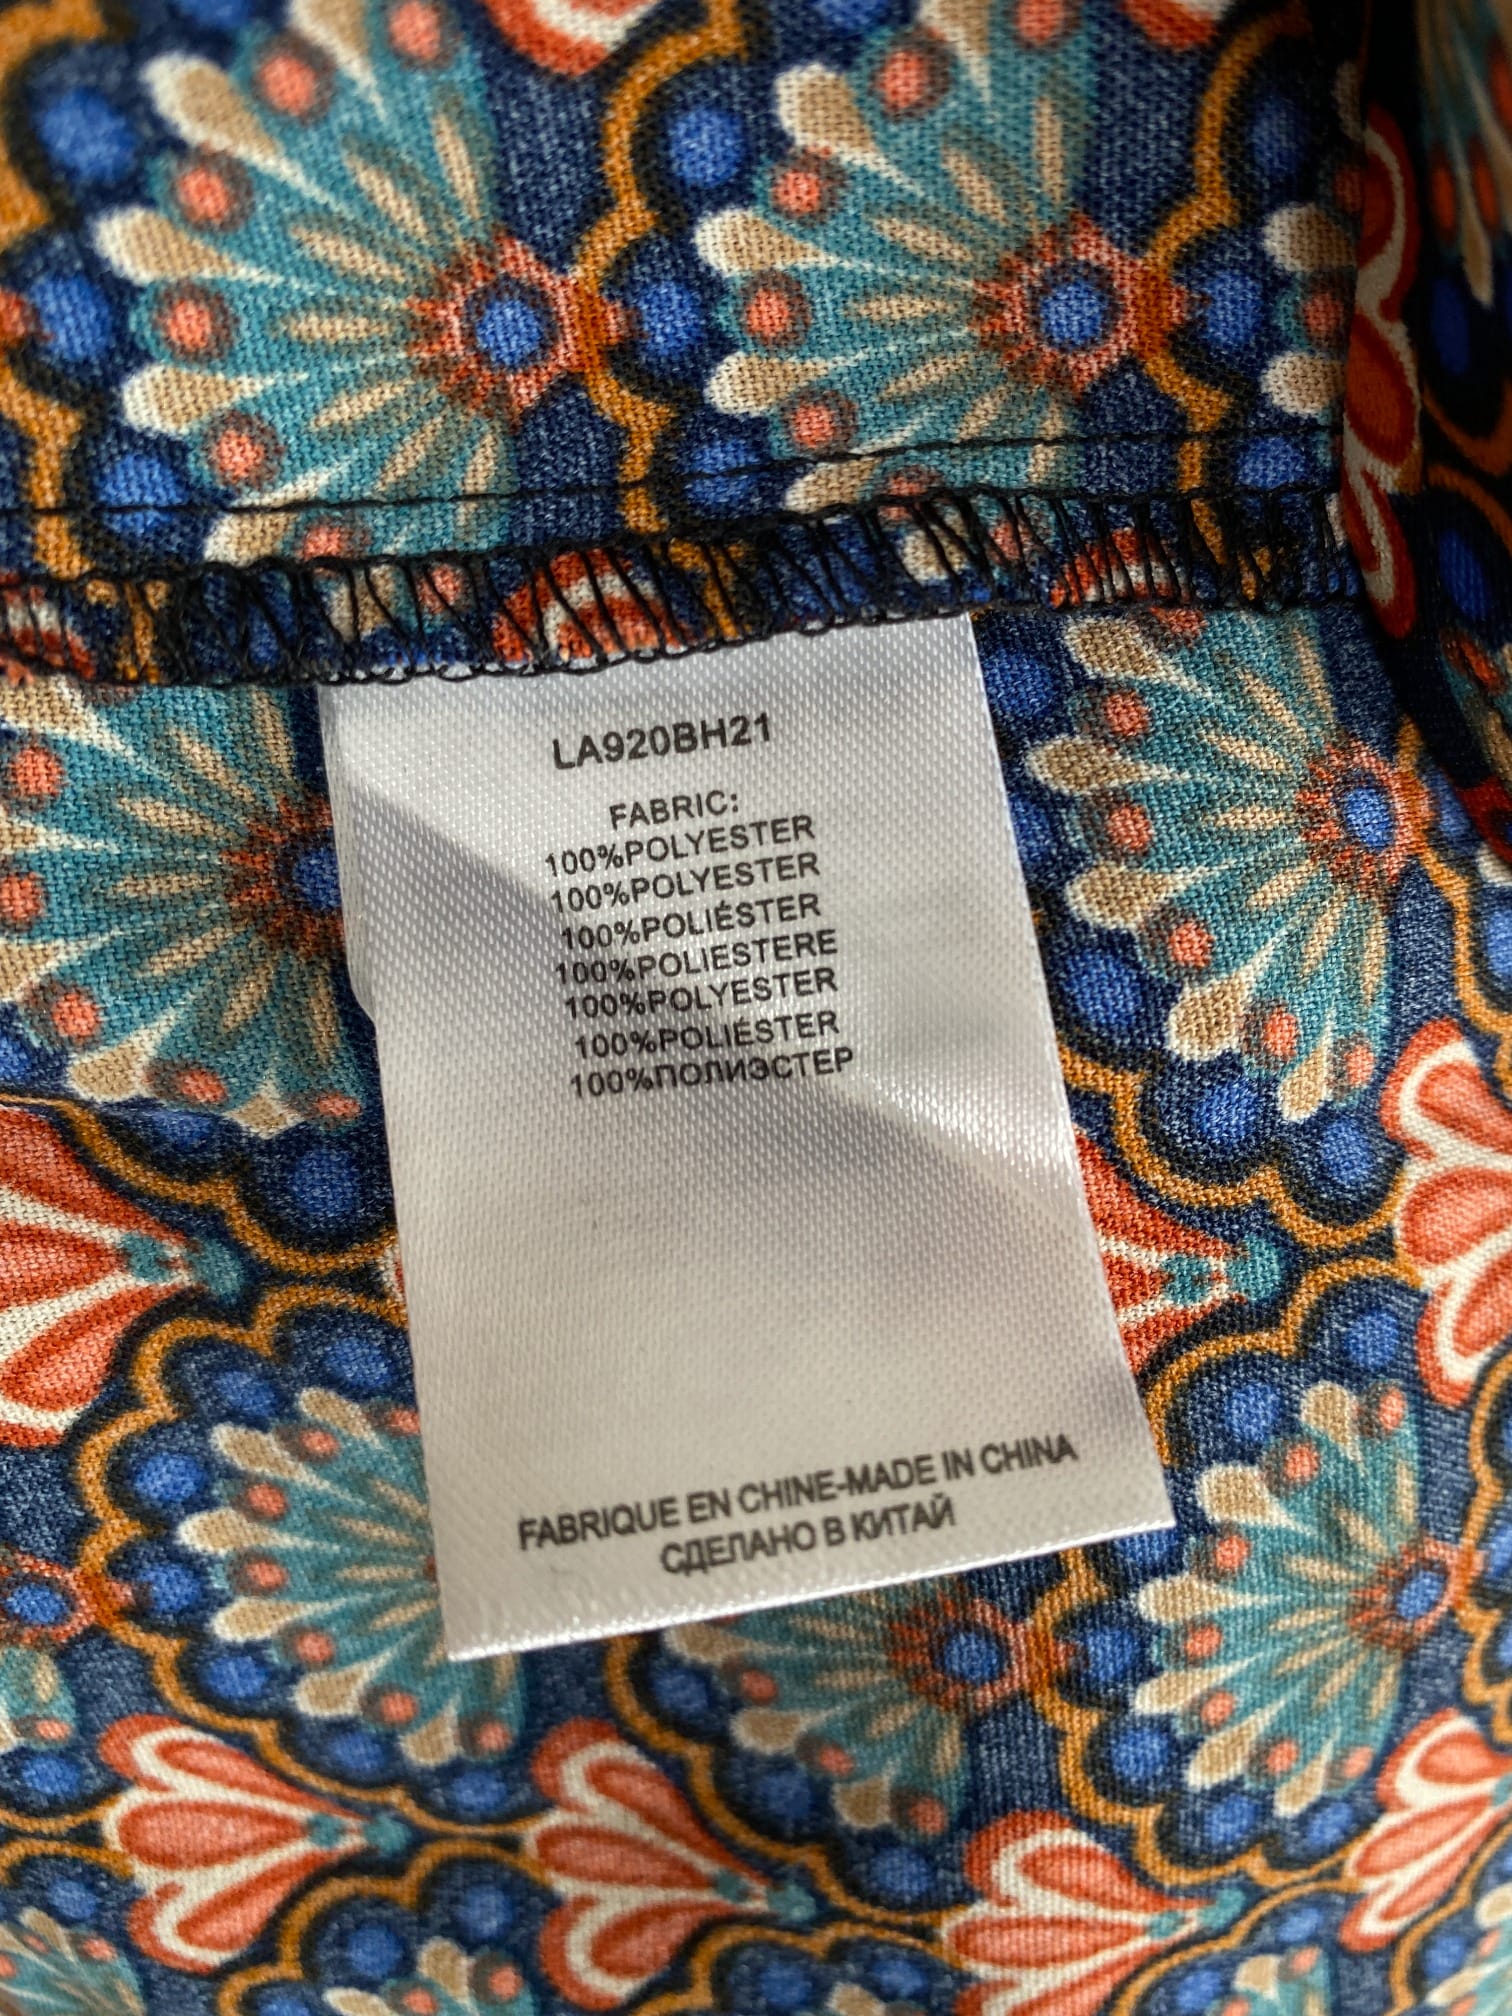 LA920BH21
FABRIC:
100%POLYESTER
100%POLYESTER
100%POLIÉSTER
100%POLIESTERE
100%POLYESTER
100%POLIÉSTER
100%ПОЛИЭСТЕР
FABRIQUE EN CHINE-MADE IN CHINA
СДЕЛАНО В КИТАЙ